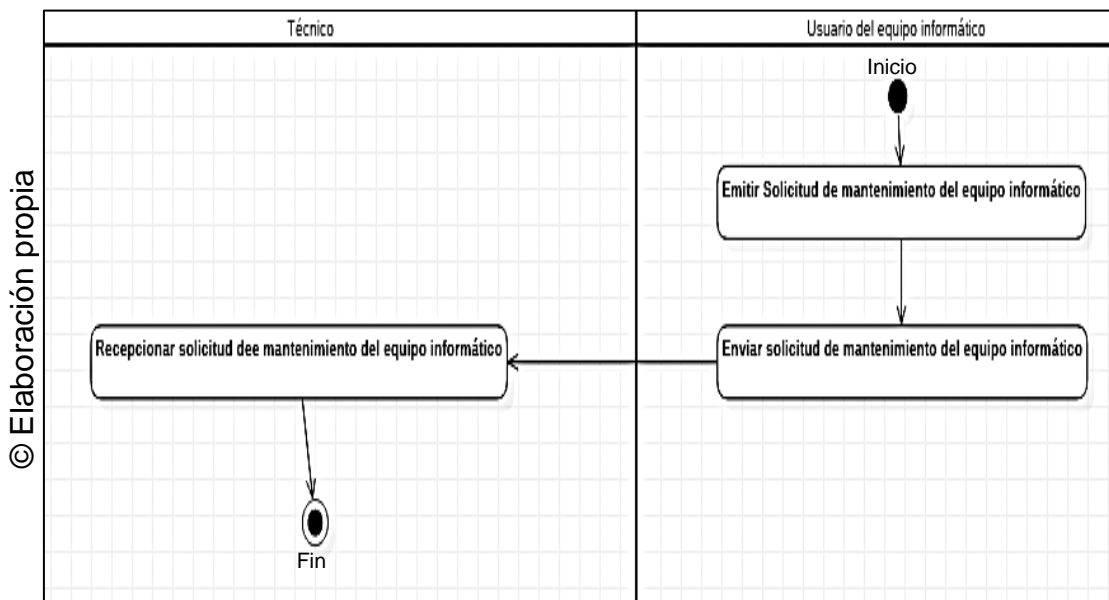 Técnico
Usuario del equipo informático
Inicio
Emitir Solicitud de mantenimiento del equipo informático
Recepcionar solicitud dee mantenimiento del equipo informático
Enviar solicitud de mantenimiento del equipo informático
Fin
© Elaboración propia